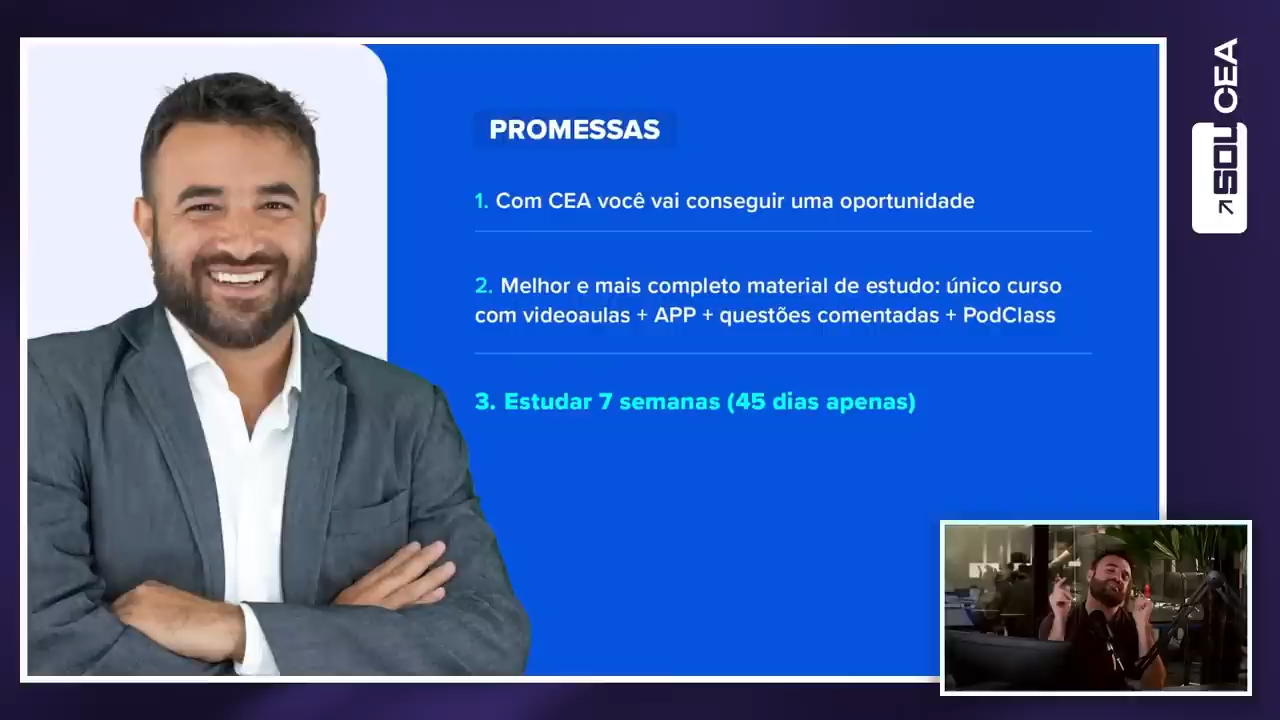 PROMESSAS
1. Com CEA você vai conseguir uma oportunidade
2. Melhor e mais completo material de estudo: único curso
com videoaulas + APP + questões comentadas + PodClass
3. Estudar 7 semanas (45 dias apenas)
SOU CEA